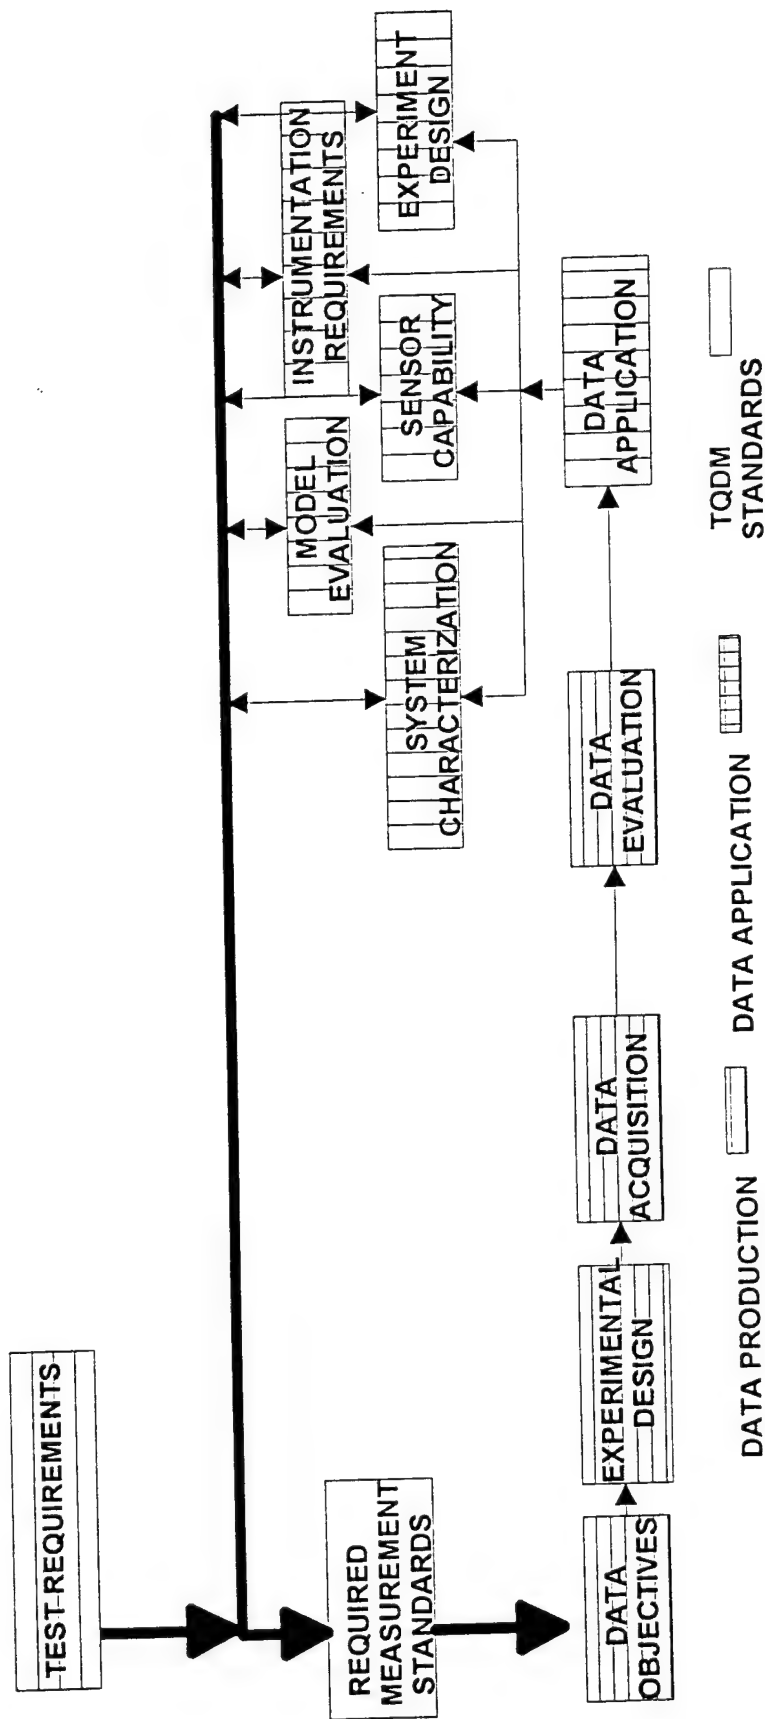 TEST REQUIREMENTS
REQUIRED
MEASUREMENT
STANDARDS
DATA
OBJECTIVES
EXPERIMENTAL
DESIGN
DATA
ACQUISITION
DATA
EVALUATION
DATA
APPLICATION
SYSTEM
CHARACTERIZATION
MODEL
EVALUATION
SENSOR
CAPABILITY
INSTRUMENTATION
REQUIREMENTS
EXPERIMENT
DESIGN
DATA PRODUCTION
DATA APPLICATION
TQDM
STANDARDS